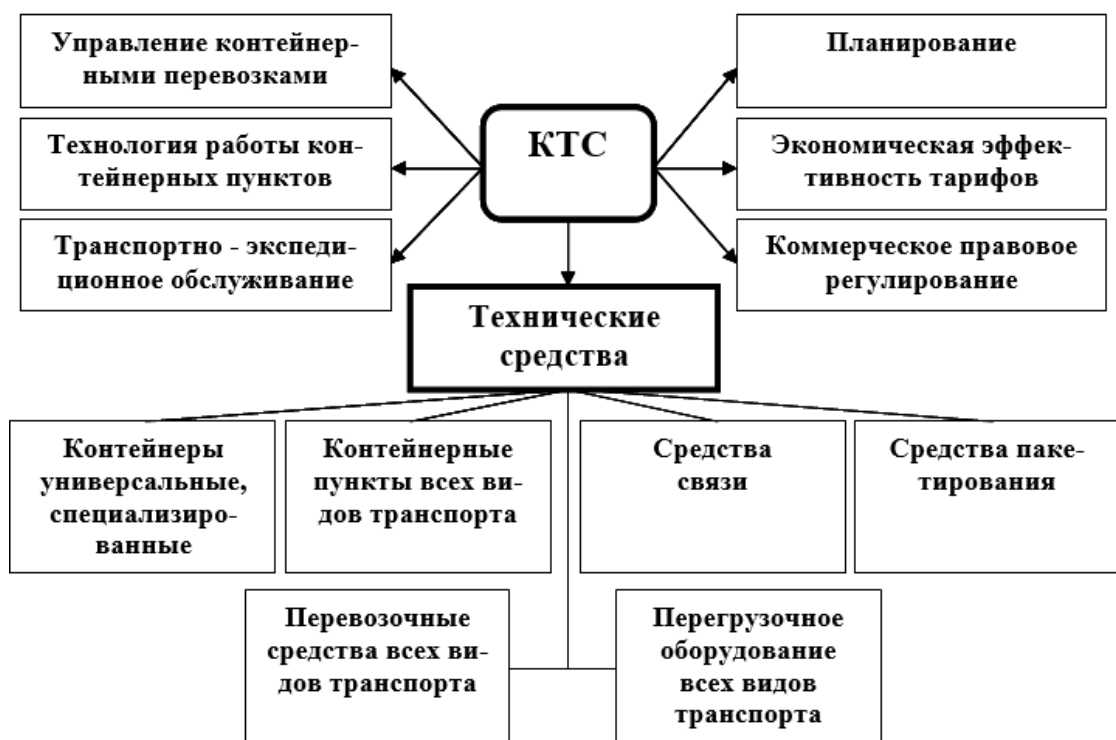 Управление контейнер-
ными перевозками
Планирование
КТС
Технология работы кон-
тейнерных пунктов
Экономическая эффек-
тивность тарифов
Транспортно - экспеди-
ционное обслуживание
Коммерческое правовое
регулирование
Технические
средства
Контейнеры
универсальные,
специализиро-
ванные
Контейнерные
пункты всех ви-
дов транспорта
Средства
связи
Средства паке-
тирования
Перевозочные
средства всех ви-
дов транспорта
Перегрузочное
оборудование
всех видов
транспорта